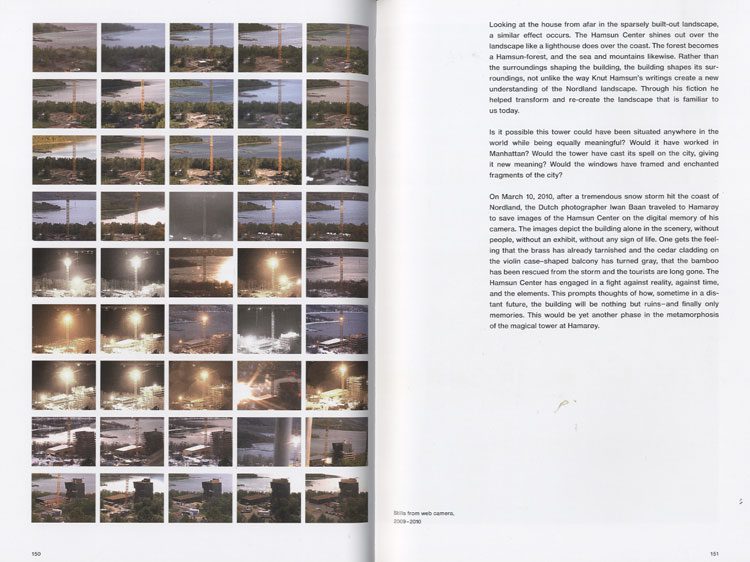 Looking at the house from afar in the sparsely built-out landscape,
a similar effect occurs. The Hamsun Center shines out over the
landscape like a lighthouse does over the coast. The forest becomes
a Hamsun-forest, and the sea and mountains likewise. Rather than
the surroundings shaping the building, the building shapes its sur-
roundings, not unlike the way Knut Hamsun's writings create a new
understanding of the Nordland landscape. Through his fiction he
helped transform and re-create the landscape that is familiar to
us today.
Is it possible this tower could have been situated anywhere in the
world while being equally meaningful? Would it have worked in
Manhattan? Would the tower have cast its spell on the city, giving
it new meaning? Would the windows have framed and enchanted
fragments of the city?
On March 10, 2010, after a tremendous snow storm hit the coast of
Nordland, the Dutch photographer Iwan Baan traveled to Hamarøy
to save images of the Hamsun Center on the digital memory of his
camera. The images depict the building alone in the scenery, without
people, without an exhibit, without any sign of life. One gets the feel-
ing that the brass has already tarnished and the cedar cladding on
the violin case–shaped balcony has turned gray, that the bamboo
has been rescued from the storm and the tourists are long gone. The
Hamsun Center has engaged in a fight against reality, against time,
and the elements. This prompts thoughts of how, sometime in a dis-
tant future, the building will be nothing but ruins–and finally only
memories. This would be yet another phase in the metamorphosis
of the magical tower at Hamarøy.
Stills from web camera,
2009–2010
150
151